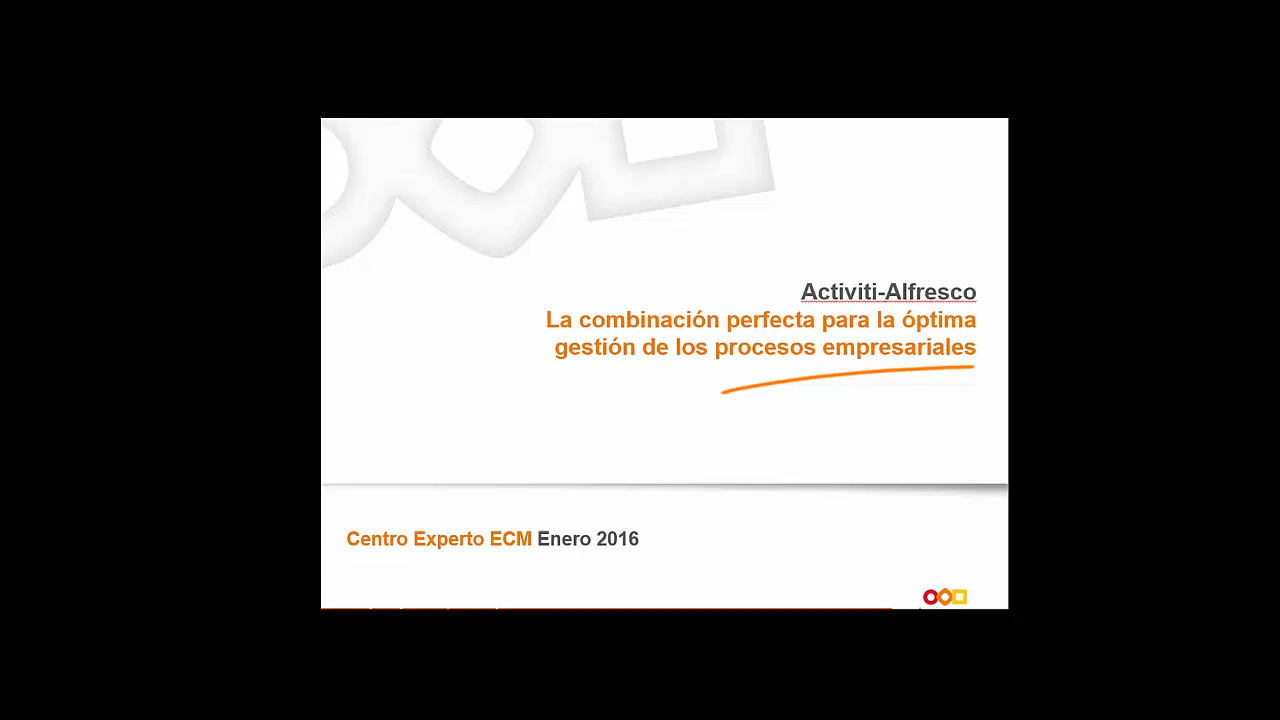 Activiti-Alfresco
La combinación perfecta para la óptima
gestión de los procesos empresariales
Centro Experto ECM Enero 2016